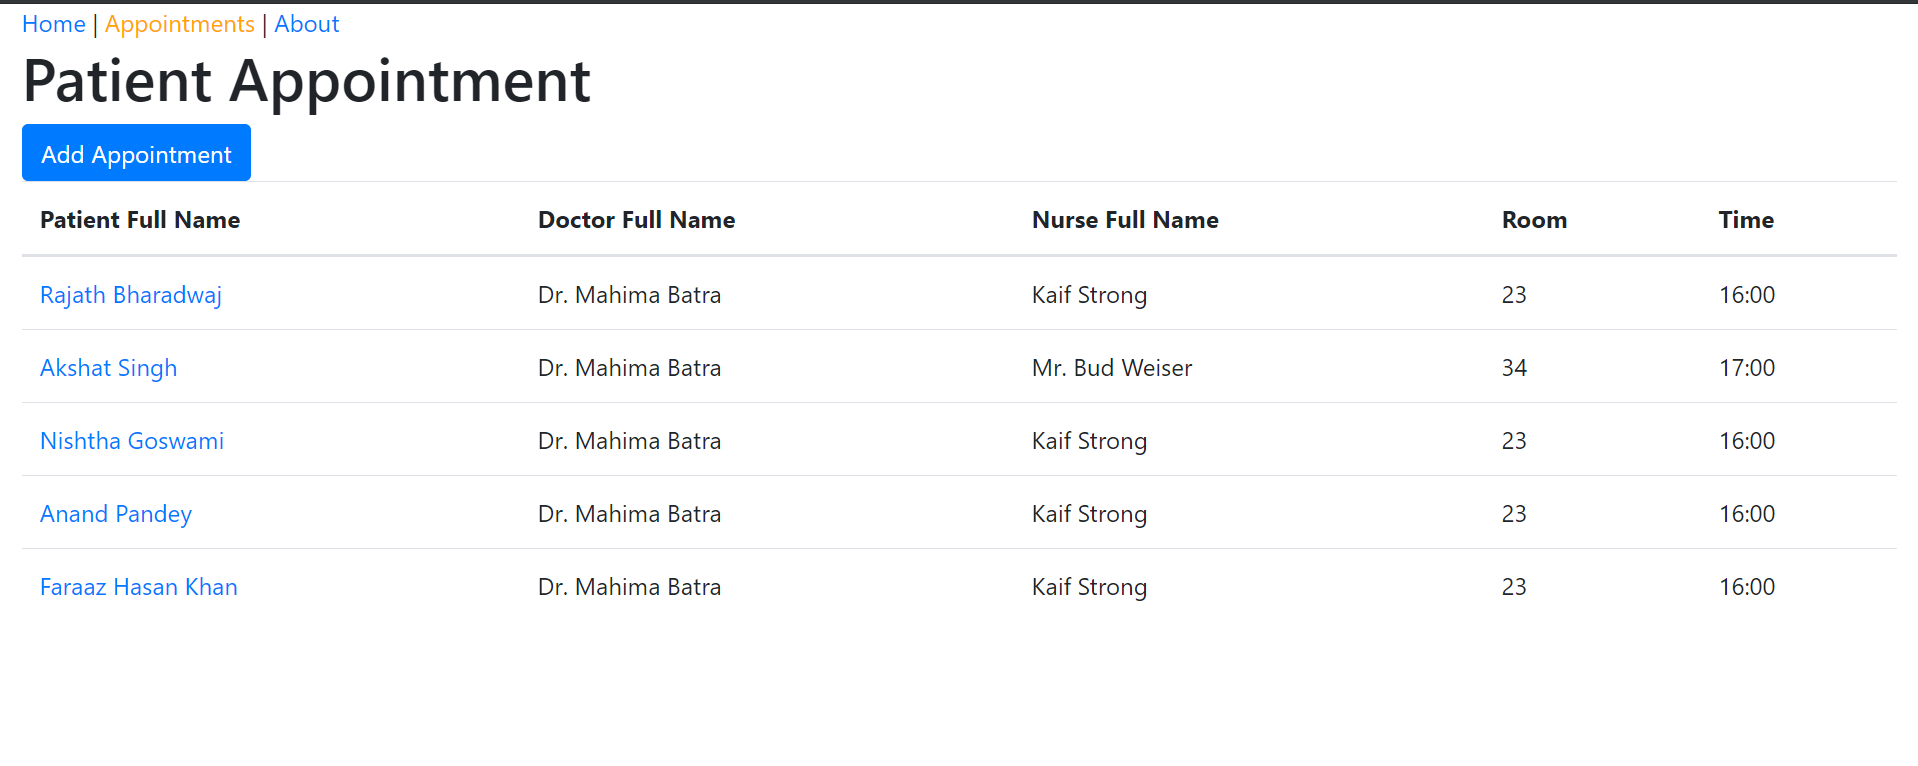 Home | Appointments | About
Patient Appointment
Add Appointment
Patient Full Name Doctor Full Name Nurse Full Name Room Time
Rajath Bharadwaj Dr. Mahima Batra Kaif Strong 23 16:00
Akshat Singh Dr. Mahima Batra Mr. Bud Weiser 34 17:00
Nishtha Goswami Dr. Mahima Batra Kaif Strong 23 16:00
Anand Pandey Dr. Mahima Batra Kaif Strong 23 16:00
Faraaz Hasan Khan Dr. Mahima Batra Kaif Strong 23 16:00